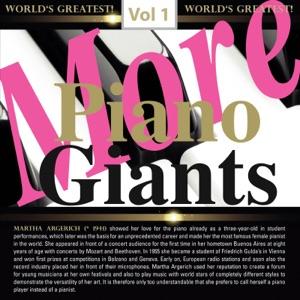 WORLD'S GREATEST!
Vol 1
WORLD'S GREATEST!
More
Piano
Giants
MARTHA ARGERICH (* 1941) showed her love for the piano already as a three-year-old in student
performances, which later was the basis for an unprecedented career and made her the most famous female pianist
in the world. She appeared in front of a concert audience for the first time in her hometown Buenos Aires at eight
years of age with concerts by Mozart and Beethoven. In 1955 she became a student of Friedrich Gulda's in Vienna
and won first prizes at competitions in Bolzano and Geneva. Early on, European radio stations and soon also the
record industry placed her in front of their microphones. Martha Argerich used her reputation to create a forum
for young musicians at her own festivals and also to play music with world stars of completely different styles to
demonstrate the versatility of her art. It is therefore only too understandable that she prefers to call herself a piano
player instead of a pianist.